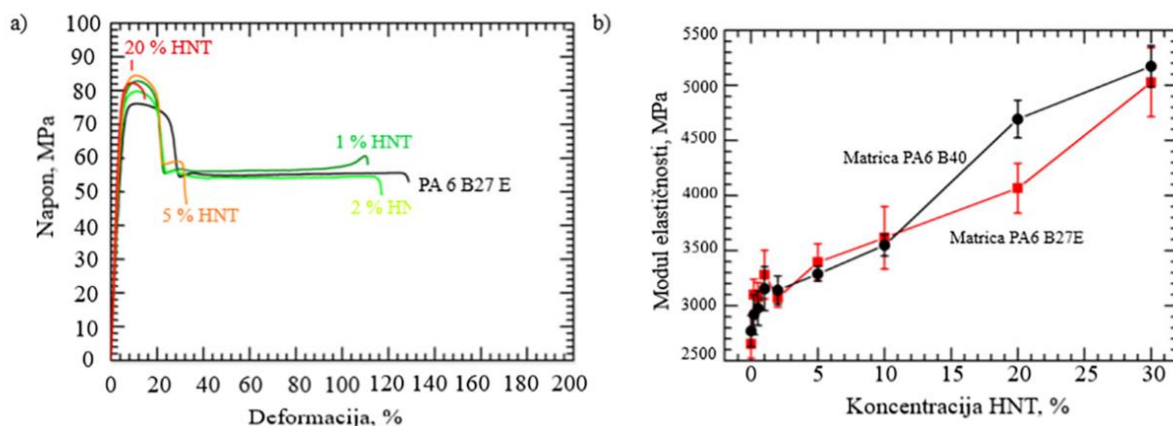 a)
Napon, MPa
100
90
80
70
60
50
40
30
20
10
0
20 % HNT
1 % HNT
PA 6 B27 E
5 % HNT
2 % HN
0 20 40 60 80 100 120 140 160 180 200
Deformacija, %
b)
Modul elastičnosti, MPa
5500
5000
4500
4000
3500
3000
2500
Matrica PA6 B40
Matrica PA6 B27E
0 5 10 20 30
Koncentracija HNT, %